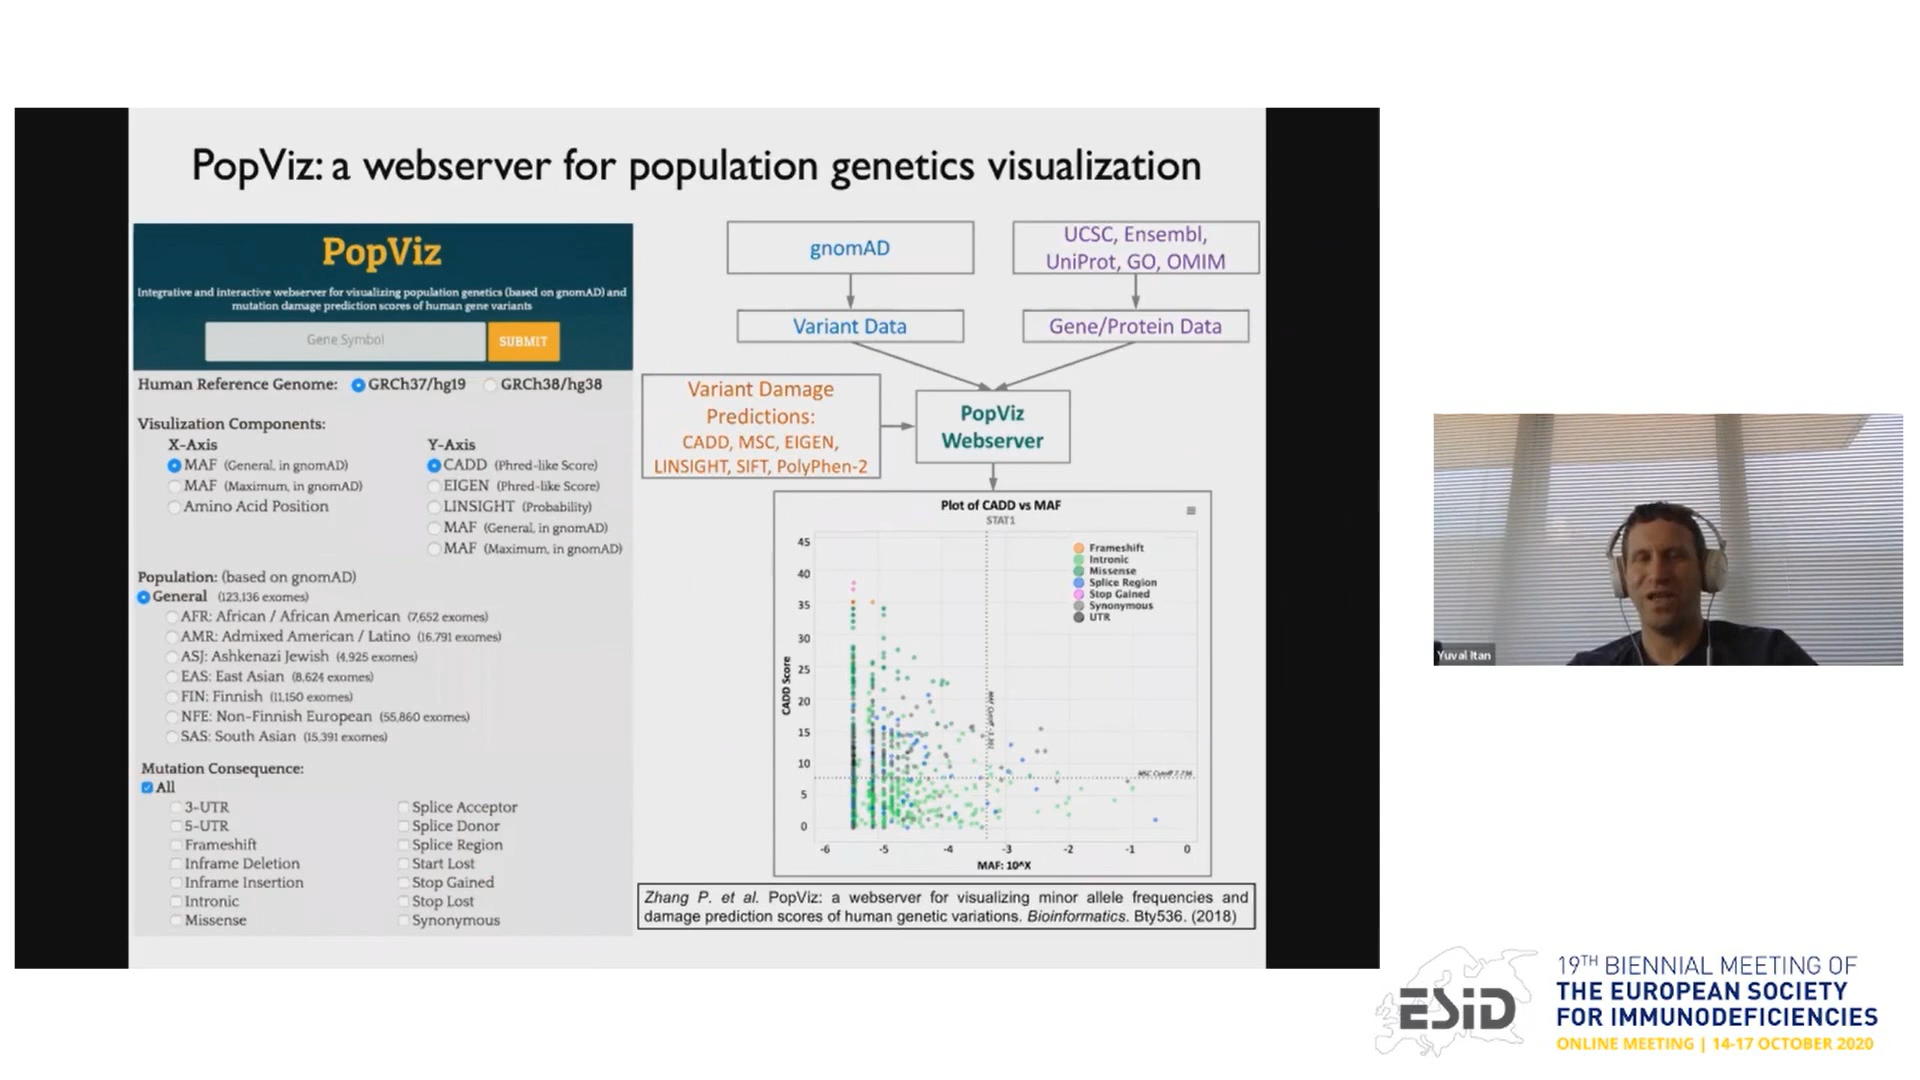 PopViz: a webserver for population genetics visualization
PopViz
Integrative and interactive webserver for visualizing population genetics (based on gnomAD) and
mutation damage prediction scores of human gene variants
Gene Symbol
SUBMIT
Human Reference Genome: GRCh37/hg19 GRCh38/hg38
Visulization Components:
X-Axis
MAF (General, in gnomAD)
MAF (Maximum, in gnomAD)
Amino Acid Position
Y-Axis
CADD (Phred-like Score)
EIGEN (Phred-like Score)
LINSIGHT (Probability)
MAF (General, in gnomAD)
MAF (Maximum, in gnomAD)
Population: (based on gnomAD)
General (123,136 exomes)
AFR: African / African American (7,652 exomes)
AMR: Admixed American / Latino (16,791 exomes)
ASJ: Ashkenazi Jewish (4,925 exomes)
EAS: East Asian (8,624 exomes)
FIN: Finnish (11,150 exomes)
NFE: Non-Finnish European (55,860 exomes)
SAS: South Asian (15,391 exomes)
Mutation Consequence:
All
3-UTR
5-UTR
Frameshift
Inframe Deletion
Inframe Insertion
Intronic
Missense
Splice Acceptor
Splice Donor
Splice Region
Start Lost
Stop Gained
Stop Lost
Synonymous
gnomAD
UCSC, Ensembl,
UniProt, GO, OMIM
Variant Data
Gene/Protein Data
Variant Damage
Predictions:
CADD, MSC, EIGEN,
LINSIGHT, SIFT, PolyPhen-2
PopViz
Webserver
Plot of CADD vs MAF
STAT1
Frameshift
Intronic
Missense
Splice Region
Stop Gained
Synonymous
UTR
CADD Score
45
40
35
30
25
20
15
10
5
0
MSC Cutoff 7.736
-6 -5 -4 -3 -2 -1 0
MAF: 10^X
Zhang P. et al. PopViz: a webserver for visualizing minor allele frequencies and
damage prediction scores of human genetic variations. Bioinformatics. Bty536. (2018)
Yuval Itan
ESiD
19TH BIENNIAL MEETING OF
THE EUROPEAN SOCIETY
FOR IMMUNODEFICIENCIES
ONLINE MEETING | 14-17 OCTOBER 2020